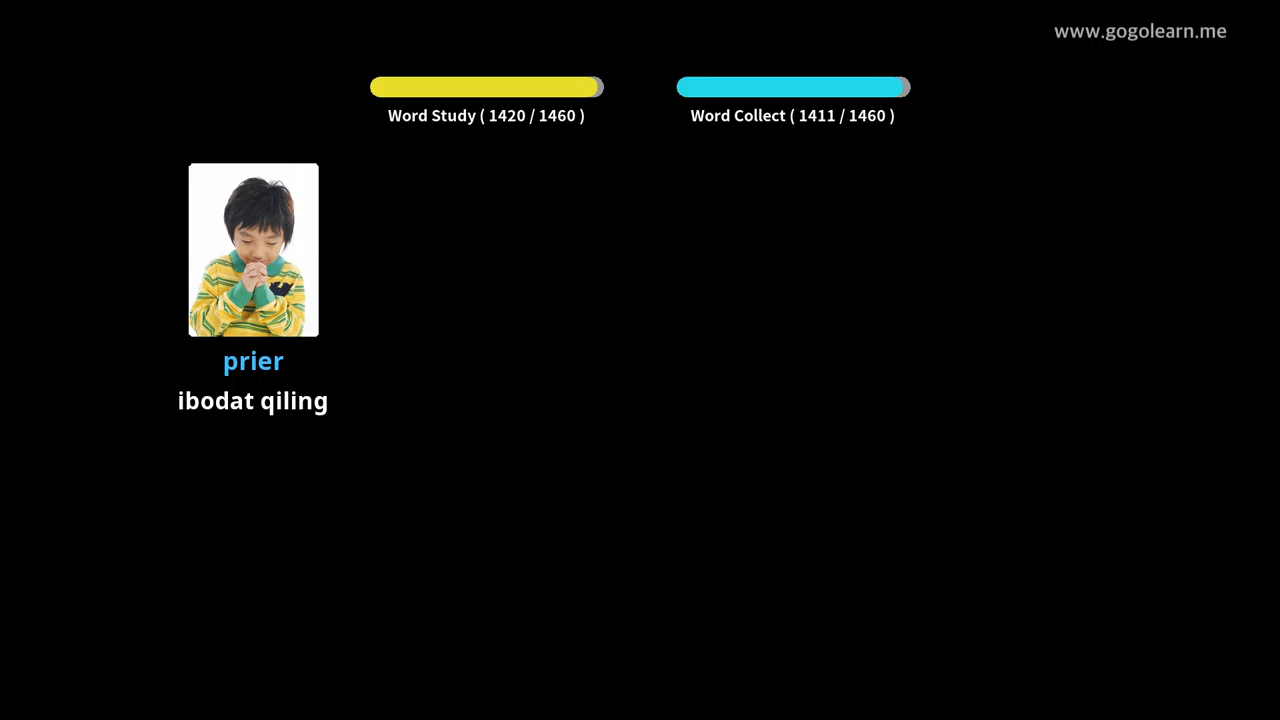 www.gogolearn.me
Word Study ( 1420 / 1460 )
Word Collect ( 1411 / 1460 )
prier
ibodat qiling